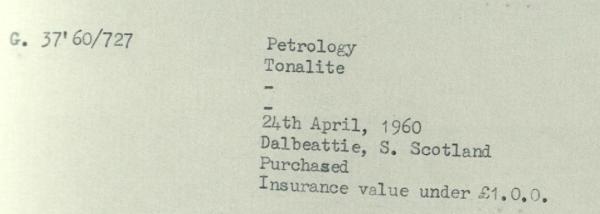 G. 37'60/727
Petrology
Tonalite
-
-
24th April, 1960
Dalbeattie, S. Scotland
Purchased
Insurance value under £1.0.0.